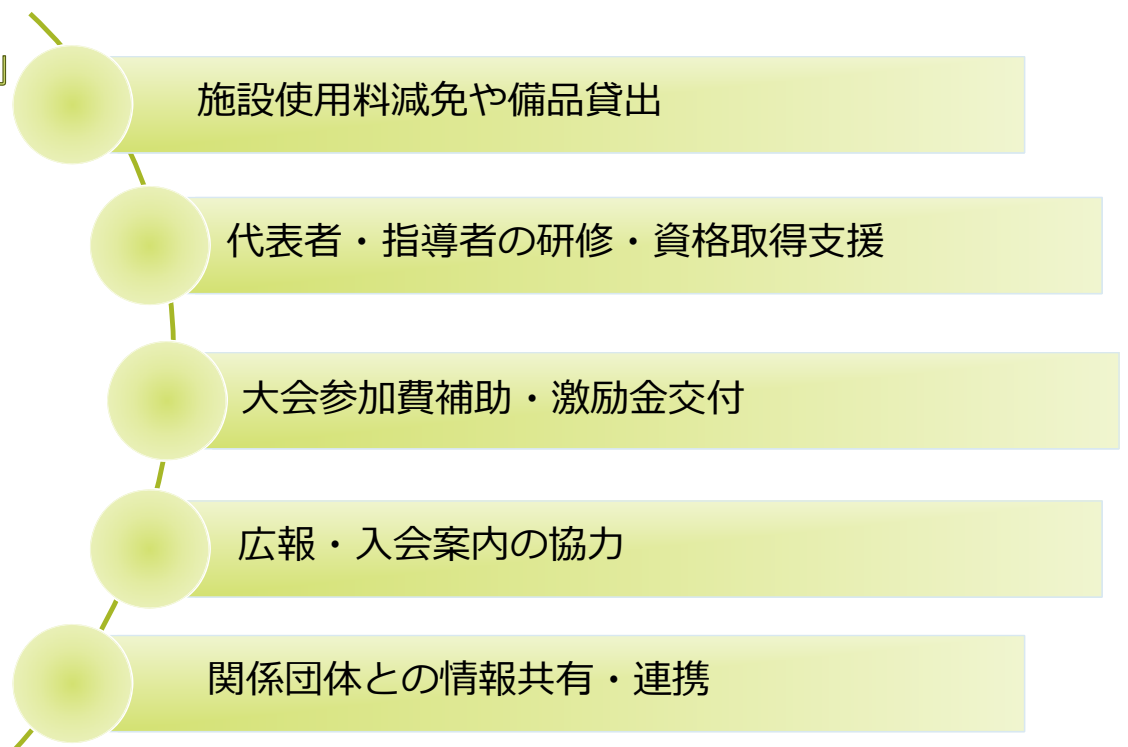 』
施設使用料減免や備品貸出
代表者・指導者の研修・資格取得支援
大会参加費補助・激励金交付
広報・入会案内の協力
関係団体との情報共有・連携